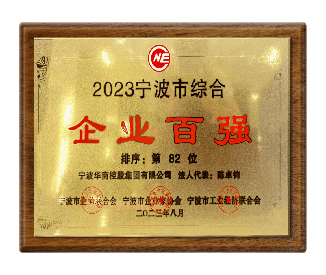 NE
2023宁波市综合
企业百强
排序：第 62 位
宁波华商控股集团有限公司 法人代表：陈卓钧
宁波市企业联合会 宁波市企业家协会 宁波市工业经济联合会
二〇二三年八月